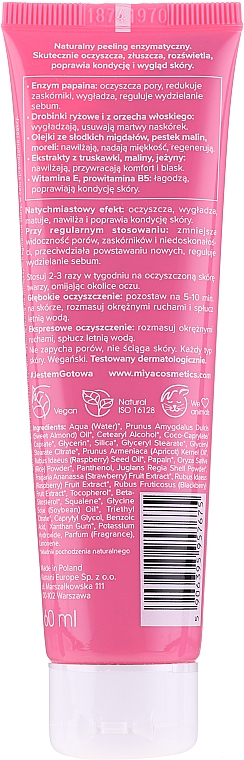 Naturalny peeling enzymatyczny.
Skutecznie oczyszcza, złuszcza, rozświetla,
poprawia kondycję i wygląd skóry.
• Enzym papaina: oczyszcza pory, redukuje
zaskórniki, wygładza, reguluje wydzielanie
sebum.
• Drobinki ryżowe i z orzecha włoskiego:
wygładzają, usuwają martwy naskórek.
• Olejki ze słodkich migdałów, pestek malin,
moreli: nawilżają, nadają miękkość, regenerują.
• Ekstrakty z truskawki, maliny, jeżyny:
nawilżają, przywracają komfort i blask.
• Witamina E, prowitamina B5: łagodzą,
poprawiają kondycję skóry.
Natychmiastowy efekt: oczyszcza, wygładza,
matuje, nawilża i poprawia kondycję skóry.
Przy regularnym stosowaniu: zmniejsza
widoczność porów, zaskórników i niedoskonało-
ści, przeciwdziała powstawaniu nowych, reguluje
wydzielanie sebum.
Stosuj 2-3 razy w tygodniu na oczyszczoną skórę
twarzy, omijając okolice oczu.
Głębokie oczyszczenie: pozostaw na 5-10 min.
na skórze, rozmasuj okrężnymi ruchami i spłucz
letnią wodą.
Ekspresowe oczyszczenie: rozmasuj okrężnymi
ruchami, spłucz letnią wodą.
Nie zapycha porów, nie ściąga skóry. Każdy typ
skóry. Wegański. Testowany dermatologicznie.
#JestemGotowa www.miyacosmetics.com
Vegan
Natural
ISO 16128
We ♥
animals
Ingredients: Aqua (Water)*, Prunus Amygdalus Dulcis
(Sweet Almond) Oil*, Cetearyl Alcohol*, Coco-Caprylate
Caprate*, Glycerin*, Silica*, Glyceryl Stearate*, Glyceryl
Stearate Citrate*, Prunus Armeniaca (Apricot) Kernel Oil*,
Rubus Idaeus (Raspberry) Seed Oil*, Papain*, Oryza Sativa
(Rice) Powder*, Panthenol, Juglans Regia Shell Powder*,
Fragaria Ananassa (Strawberry) Fruit Extract*, Rubus Idaeus
(Raspberry) Fruit Extract*, Rubus Fruticosus (Blackberry)
Fruit Extract*, Tocopherol*, Beta-
Sitosterol*, Squalene*, Glycine
Soja (Soybean) Oil*, Triethyl
Citrate*, Caprylyl Glycol, Benzoic
Acid, Xanthan Gum*, Potassium
Hydroxide, Parfum (Fragrance),
składnik pochodzenia naturalnego
Made in Poland
Europe Sp. z o.o.
Marszałkowska 111
00-102 Warszawa
60 ml
5 906395 957675